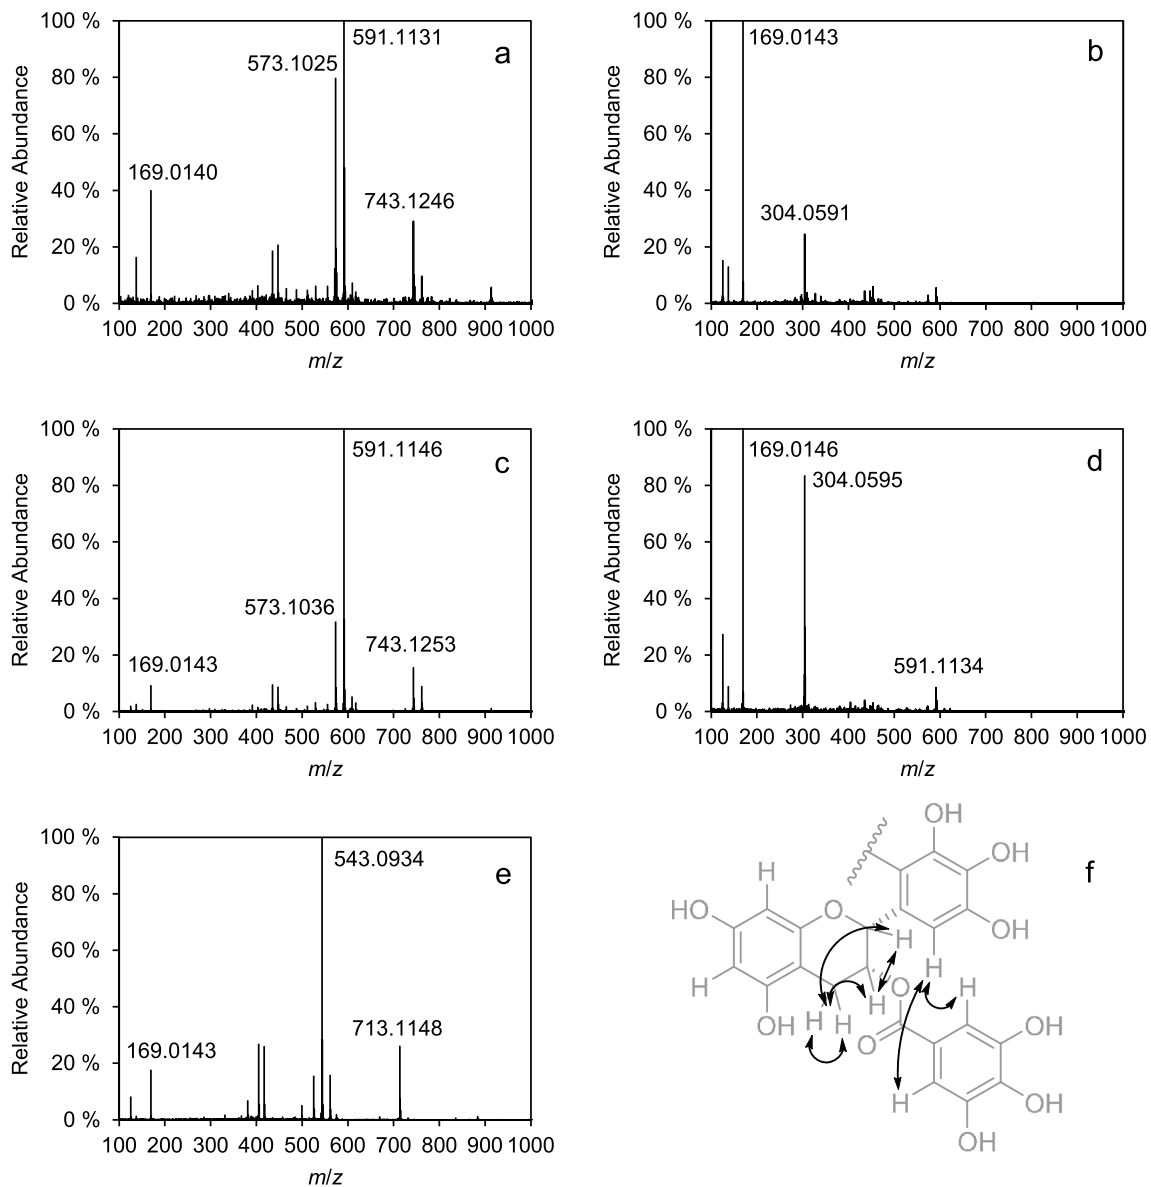 a
Relative Abundance
100 %
80 %
60 %
40 %
20 %
0 %
591.1131
573.1025
169.0140
743.1246
100 200 300 400 500 600 700 800 900 1000
m/z
b
Relative Abundance
100 %
80 %
60 %
40 %
20 %
0 %
169.0143
304.0591
100 200 300 400 500 600 700 800 900 1000
m/z
c
Relative Abundance
100 %
80 %
60 %
40 %
20 %
0 %
591.1146
573.1036
743.1253
169.0143
100 200 300 400 500 600 700 800 900 1000
m/z
d
Relative Abundance
100 %
80 %
60 %
40 %
20 %
0 %
169.0146
304.0595
591.1134
100 200 300 400 500 600 700 800 900 1000
m/z
e
Relative Abundance
100 %
80 %
60 %
40 %
20 %
0 %
543.0934
713.1148
169.0143
100 200 300 400 500 600 700 800 900 1000
m/z
f
OH
OH
H
HO
O
OH
H
H
H
H
O
H
H
OH
H
H
O
OH
H
OH
OH